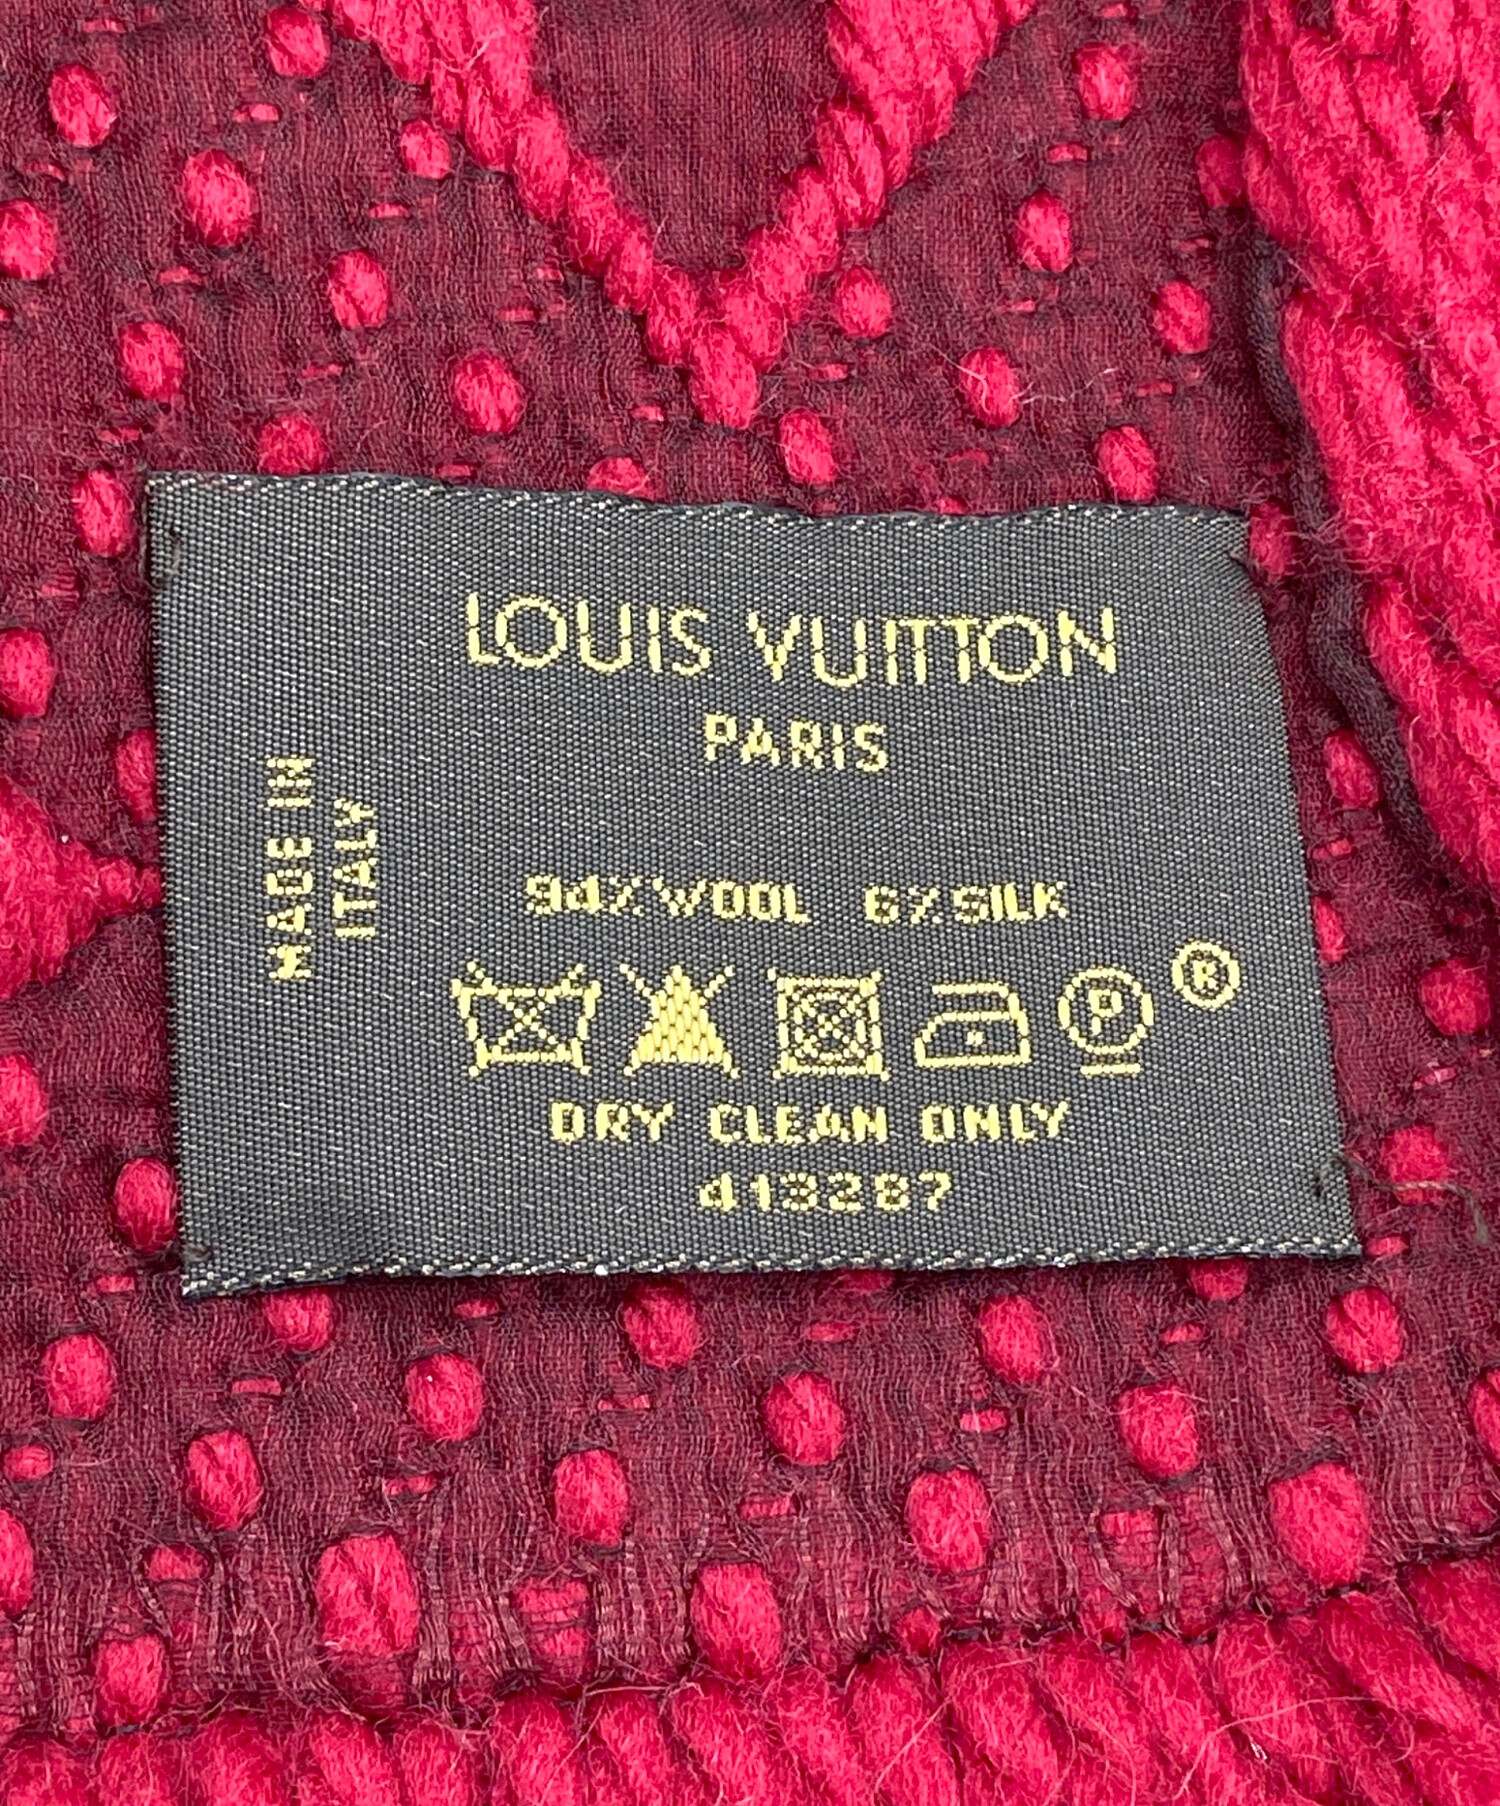 LOUIS VUITTON
PARIS
MADE IN
ITALY
94% WOOL 6% SILK
P ®
DRY CLEAN ONLY
413287